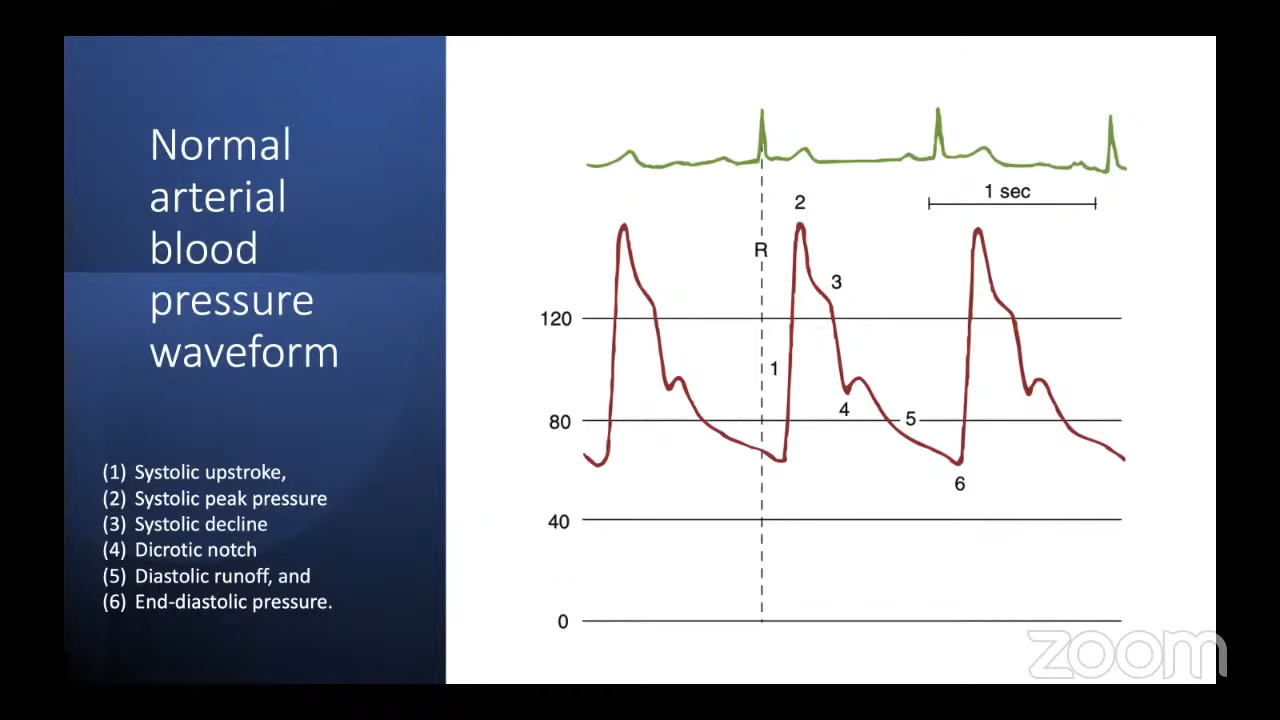 Normal
arterial
blood
pressure
waveform
(1) Systolic upstroke,
(2) Systolic peak pressure
(3) Systolic decline
(4) Dicrotic notch
(5) Diastolic runoff, and
(6) End-diastolic pressure.
1 sec
2
R
3
120
1
4
80
5
6
40
0
zoom